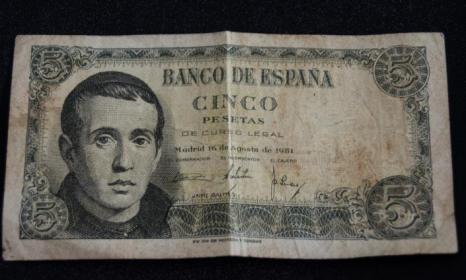 5 5
BANCO DE ESPAÑA
CINCO
PESETAS
DE CURSO LEGAL
Madrid 16 de Agosto de 1951
EL GOBERNADOR EL INTERVENTOR EL CAJERO
JAIME BALMES
5 5